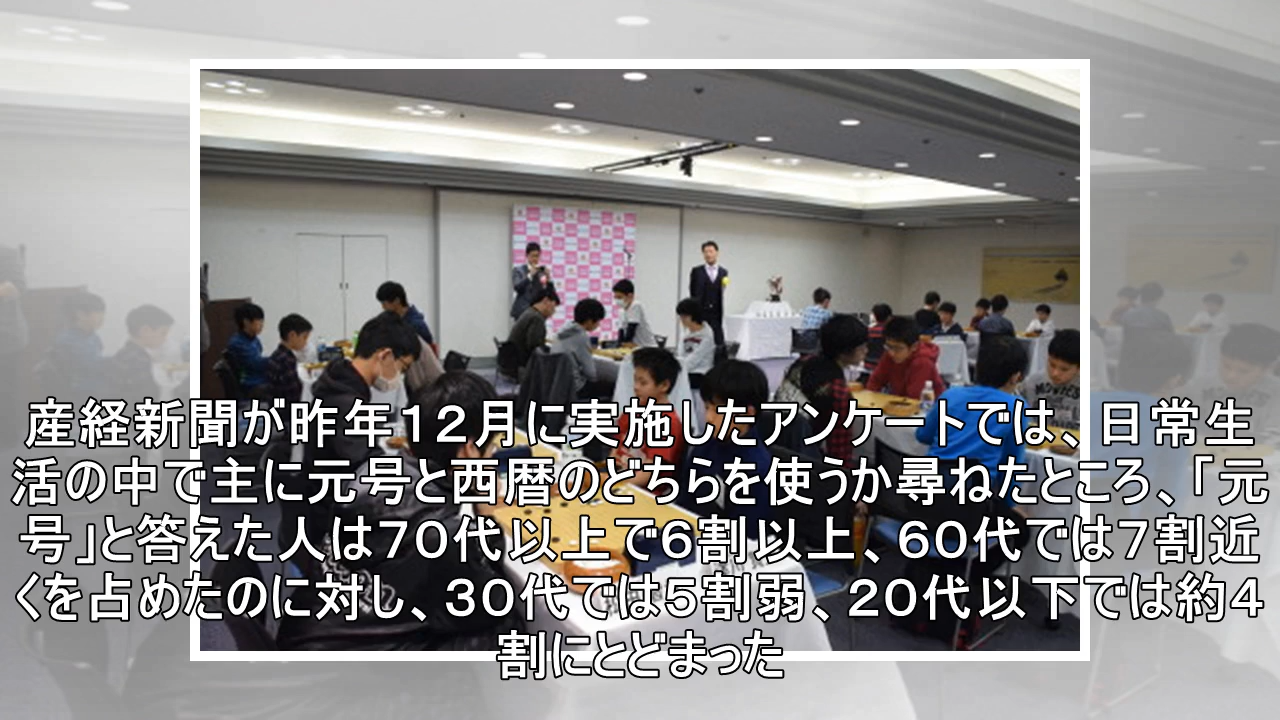 産経新聞が昨年１２月に実施したアンケートでは、日常生
活の中で主に元号と西暦のどちらを使うか尋ねたところ、「元
号」と答えた人は７０代以上で６割以上、６０代では７割近
くを占めたのに対し、３０代では５割弱、２０代以下では約４
割にとどまった